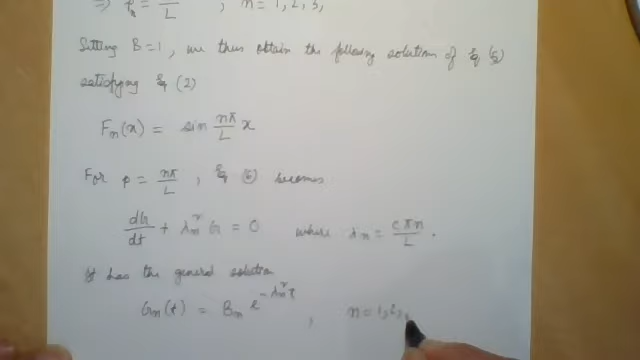 ⇒ p_n = nπ/L , n = 1, 2, 3,
Setting B=1, we thus obtain the following solution of Eq (5)
satisfying Eq (2)
F_n(x) = sin nπ/L x
For p = nπ/L , Eq (6) becomes
dG/dt + λ_n² G = 0 where λ_n = cπn/L .
It has the general solution
G_n(t) = B_n e^{-λ_n² t} , n = 1, 2,